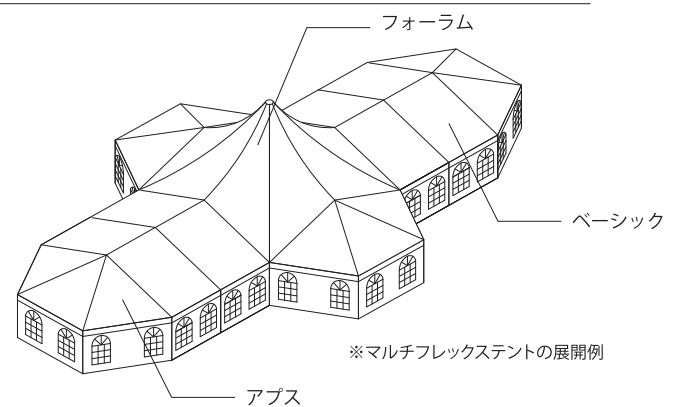 フォーラム
ベーシック
※マルチフレックステントの展開例
アプス